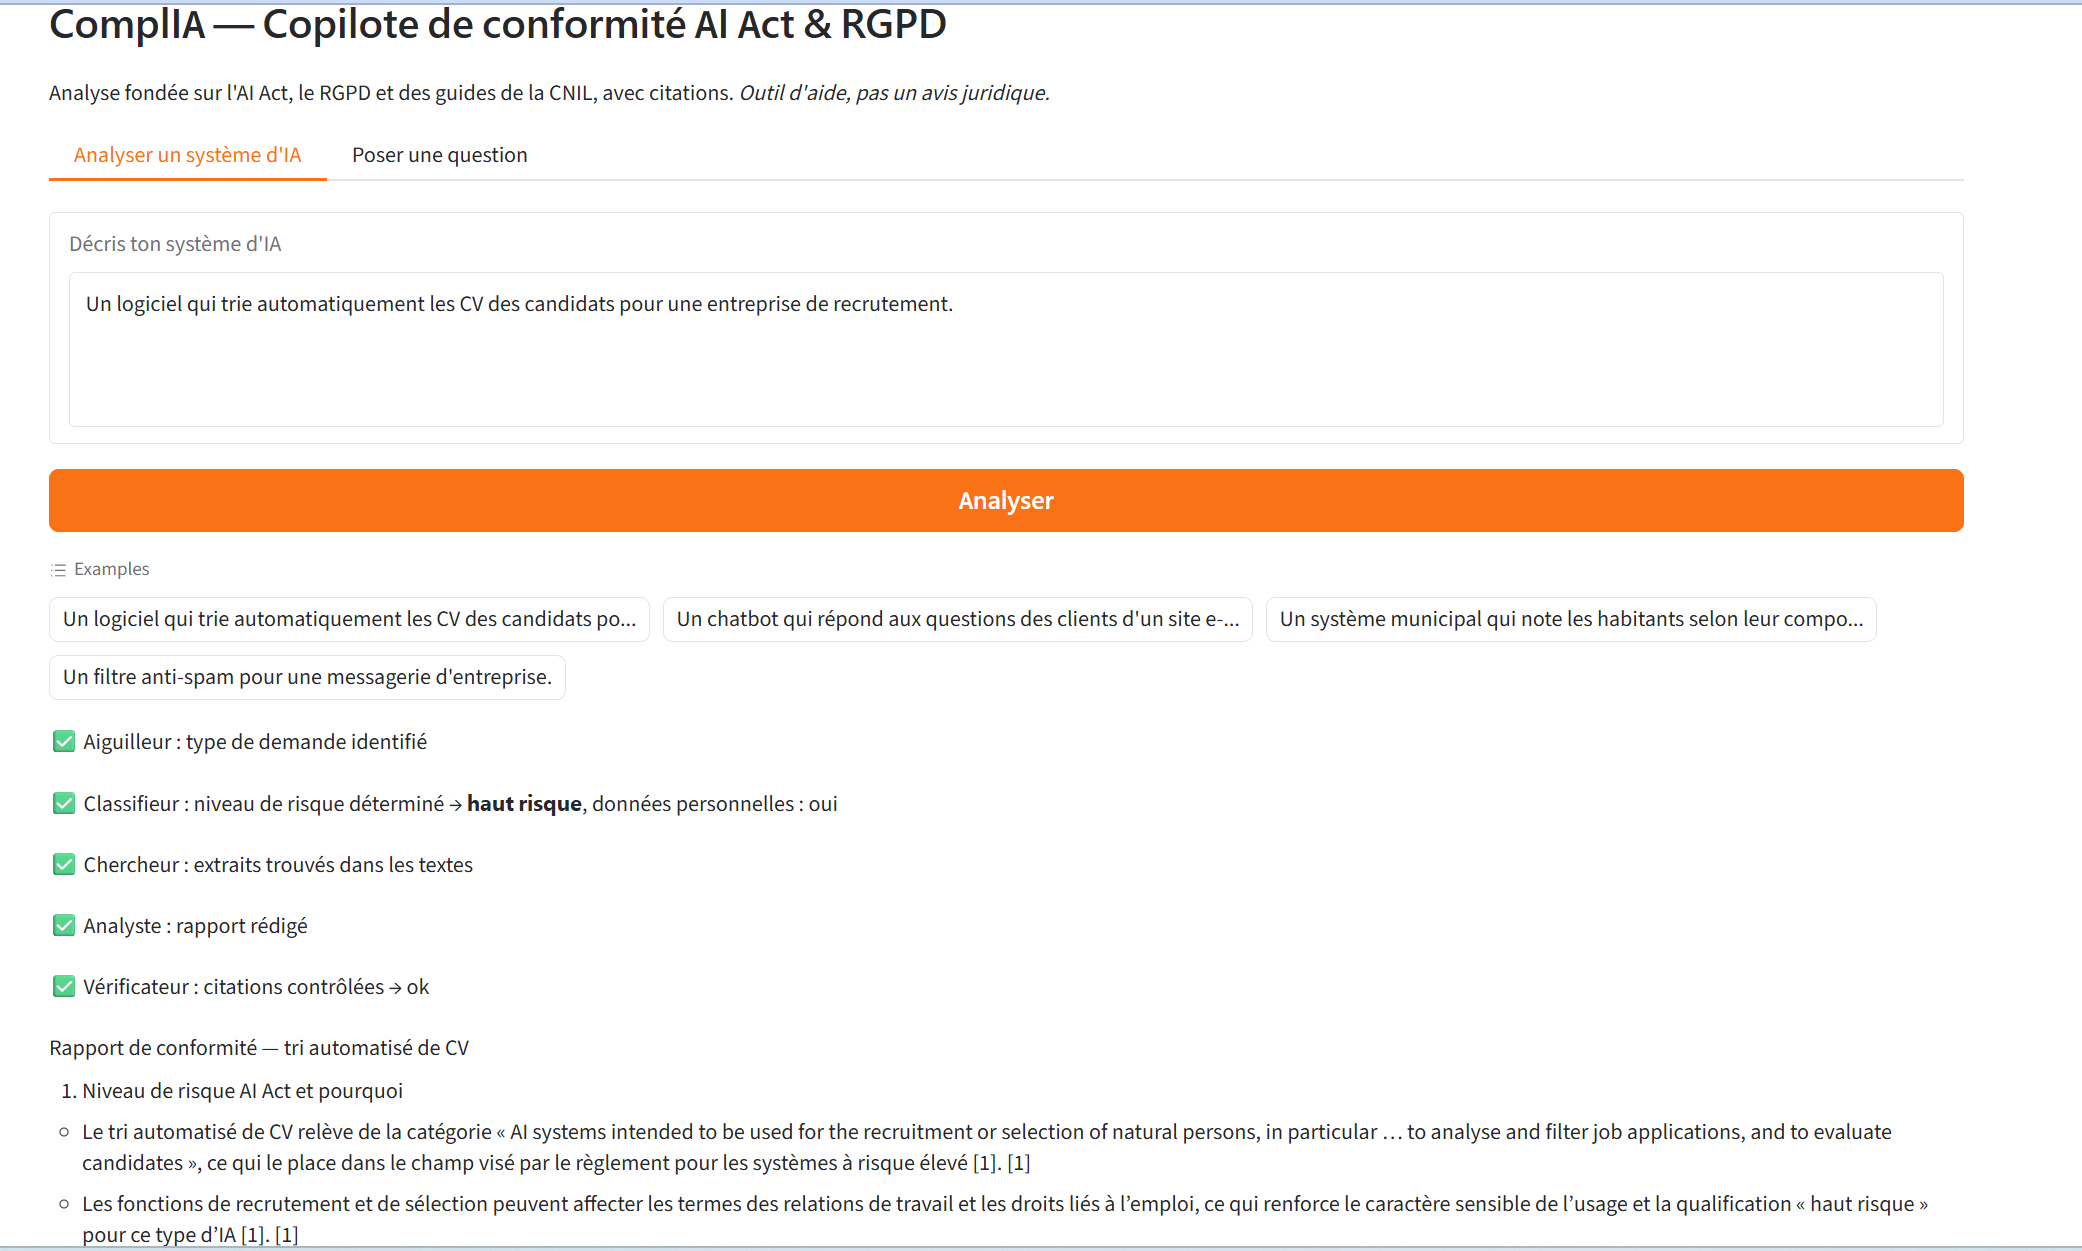 ComplIA — Copilote de conformité AI Act & RGPD
Analyse fondée sur l'AI Act, le RGPD et des guides de la CNIL, avec citations. Outil d'aide, pas un avis juridique.
Analyser un système d'IA
Poser une question
Décris ton système d'IA
Un logiciel qui trie automatiquement les CV des candidats pour une entreprise de recrutement.
Analyser
Examples
Un logiciel qui trie automatiquement les CV des candidats po...
Un chatbot qui répond aux questions des clients d'un site e-...
Un système municipal qui note les habitants selon leur compo...
Un filtre anti-spam pour une messagerie d'entreprise.
✅ Aiguilleur : type de demande identifié
✅ Classifieur : niveau de risque déterminé → haut risque, données personnelles : oui
✅ Chercheur : extraits trouvés dans les textes
✅ Analyste : rapport rédigé
✅ Vérificateur : citations contrôlées → ok
Rapport de conformité — tri automatisé de CV
1. Niveau de risque AI Act et pourquoi
○ Le tri automatisé de CV relève de la catégorie « AI systems intended to be used for the recruitment or selection of natural persons, in particular … to analyse and filter job applications, and to evaluate
candidates », ce qui le place dans le champ visé par le règlement pour les systèmes à risque élevé [1]. [1]
○ Les fonctions de recrutement et de sélection peuvent affecter les termes des relations de travail et les droits liés à l’emploi, ce qui renforce le caractère sensible de l’usage et la qualification « haut risque »
pour ce type d’IA [1]. [1]